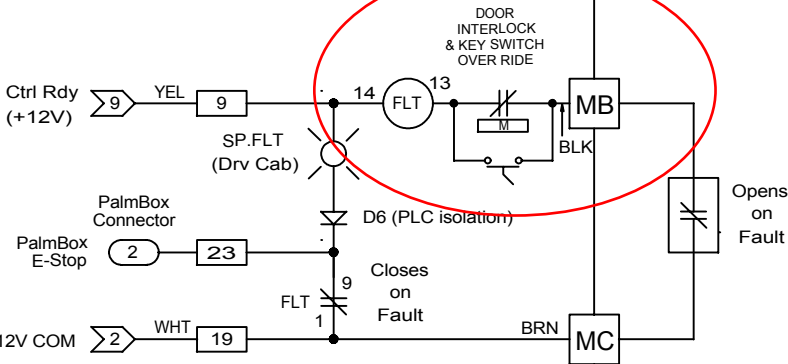 DOOR
INTERLOCK
& KEY SWITCH
OVER RIDE
Ctrl Rdy
(+12V)
9
YEL
9
14
FLT
13
M
MB
BLK
SP.FLT
(Drv Cab)
D6 (PLC isolation)
Opens
on
Fault
PalmBox
Connector
PalmBox
E-Stop
2
23
Closes
on
Fault
FLT
9
1
12V COM
2
WHT
19
BRN
MC